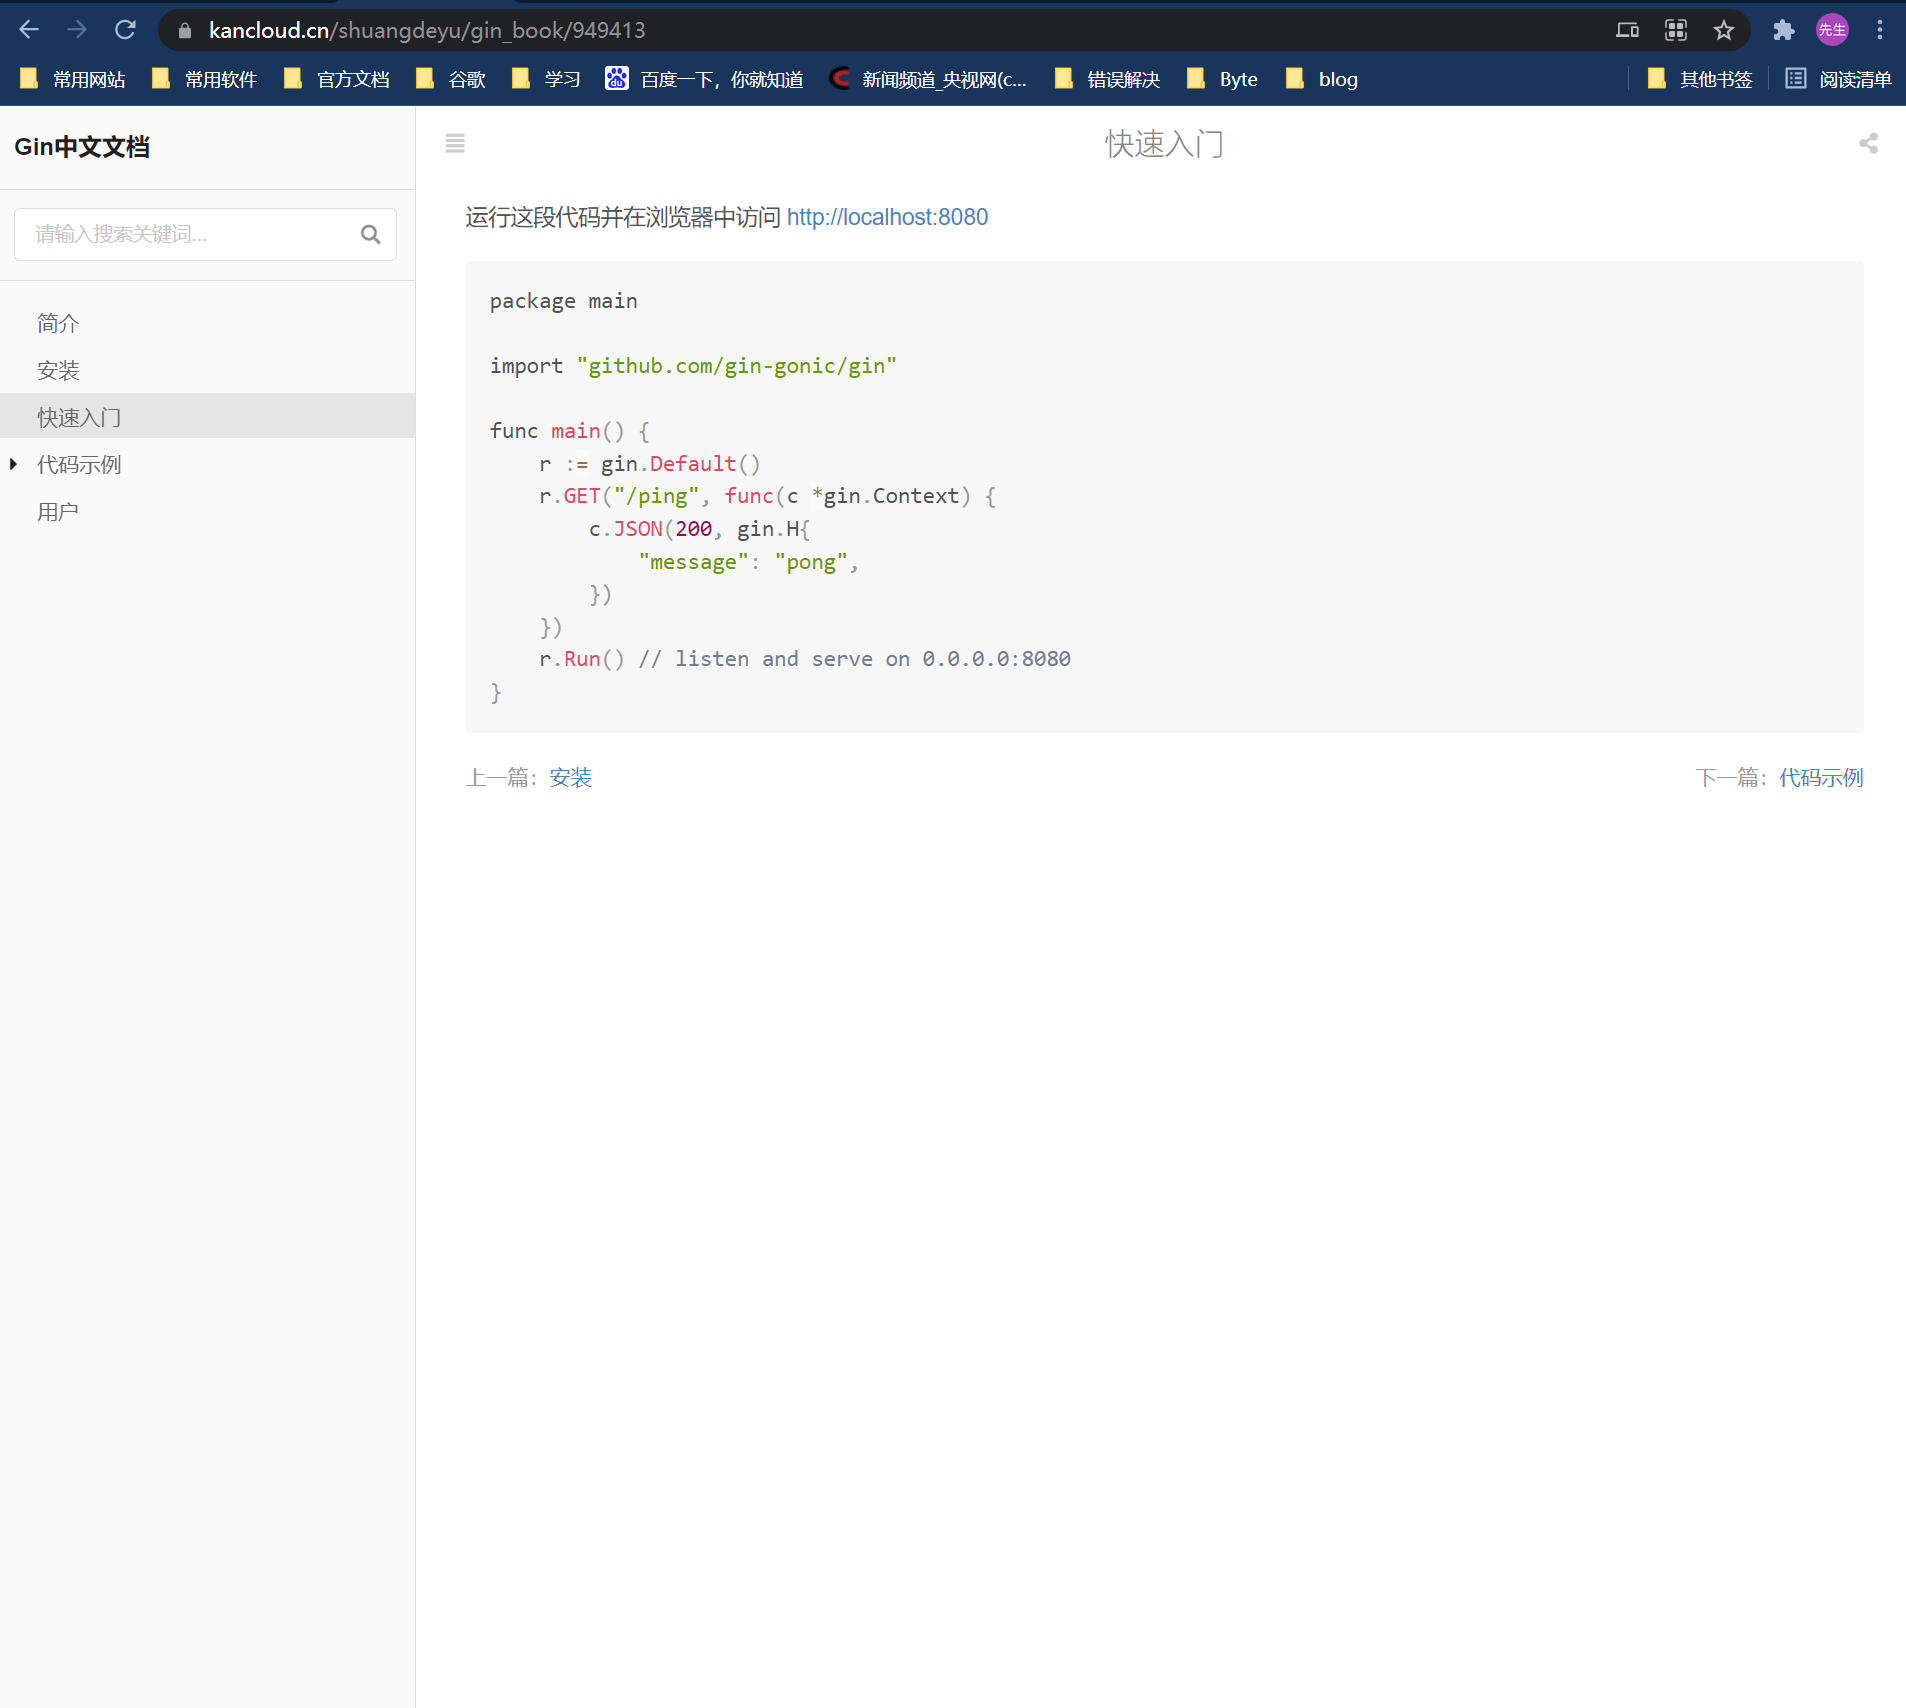 kancloud.cn/shuangdeyu/gin_book/949413
先生
常用网站 常用软件 官方文档 谷歌 学习 百度一下，你就知道 新闻频道_央视网(c... 错误解决 Byte blog 其他书签 阅读清单
Gin中文文档
请输入搜索关键词...
简介
安装
快速入门
代码示例
用户
快速入门
运行这段代码并在浏览器中访问 http://localhost:8080
package main
import "github.com/gin-gonic/gin"
func main() {
    r := gin.Default()
    r.GET("/ping", func(c *gin.Context) {
        c.JSON(200, gin.H{
            "message": "pong",
        })
    })
    r.Run() // listen and serve on 0.0.0.0:8080
}
上一篇：安装 下一篇：代码示例